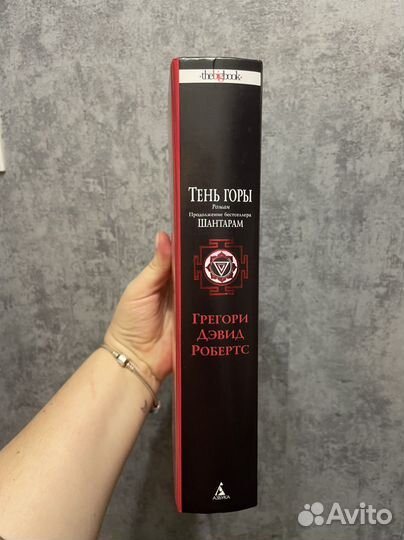 ·thebigbook·
ТЕНЬ ГОРЫ
Роман
Продолжение бестселлера
ШАНТАРАМ
ГРЕГОРИ
ДЭВИД
РОБЕРТС
АЗБУКА
Avito